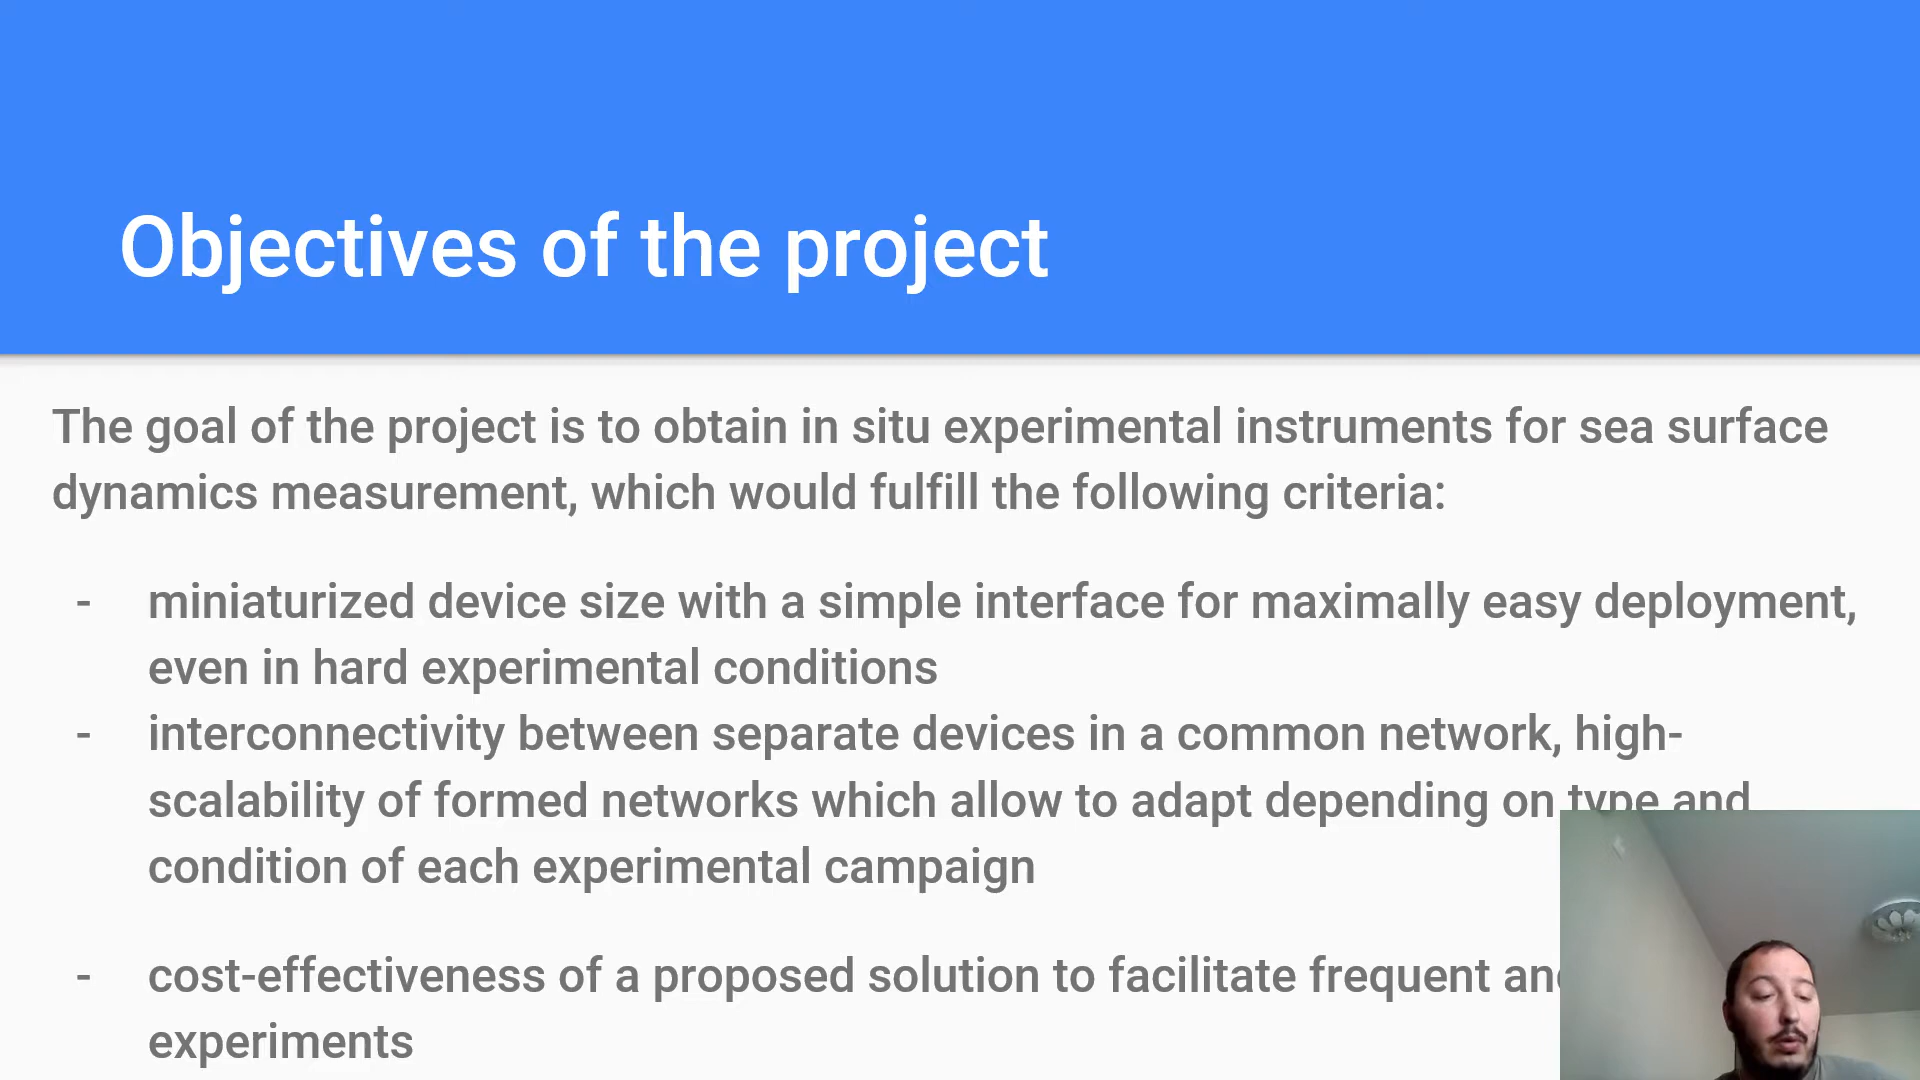 Objectives of the project
The goal of the project is to obtain in situ experimental instruments for sea surface
dynamics measurement, which would fulfill the following criteria:
- miniaturized device size with a simple interface for maximally easy deployment,
even in hard experimental conditions
- interconnectivity between separate devices in a common network, high-
scalability of formed networks which allow to adapt depending on type and
condition of each experimental campaign
- cost-effectiveness of a proposed solution to facilitate frequent
experiments